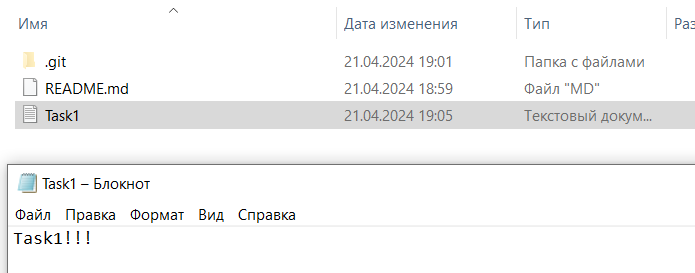 Имя Дата изменения Тип Раз
.git 21.04.2024 19:01 Папка с файлами
README.md 21.04.2024 18:59 Файл "MD"
Task1 21.04.2024 19:05 Текстовый докум...
Task1 – Блокнот
Файл Правка Формат Вид Справка
Task1!!!